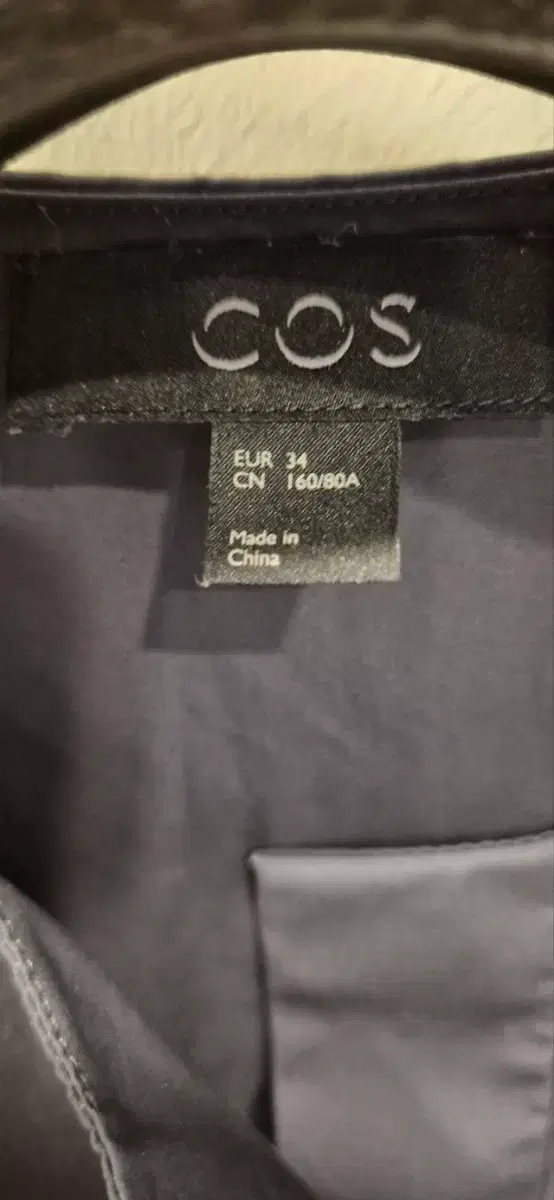 COS
EUR 34
CN 160/80A
Made in
China